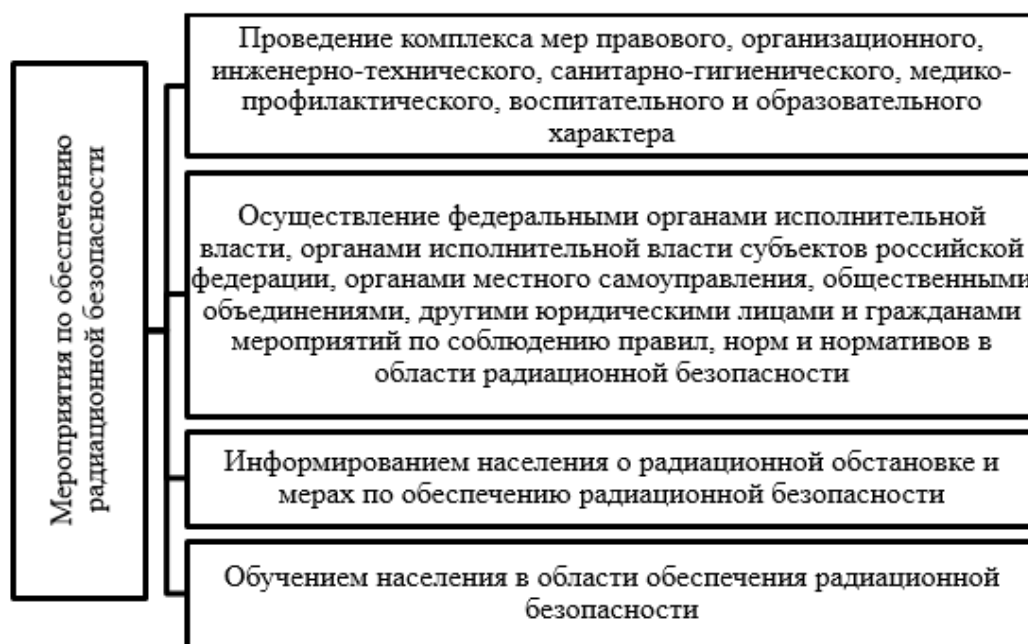 Мероприятия по обеспечению
радиационной безопасности
Проведение комплекса мер правового, организационного,
инженерно-технического, санитарно-гигиенического, медико-
профилактического, воспитательного и образовательного
характера
Осуществление федеральными органами исполнительной
власти, органами исполнительной власти субъектов российской
федерации, органами местного самоуправления, общественными
объединениями, другими юридическими лицами и гражданами
мероприятий по соблюдению правил, норм и нормативов в
области радиационной безопасности
Информированием населения о радиационной обстановке и
мерах по обеспечению радиационной безопасности
Обучением населения в области обеспечения радиационной
безопасности